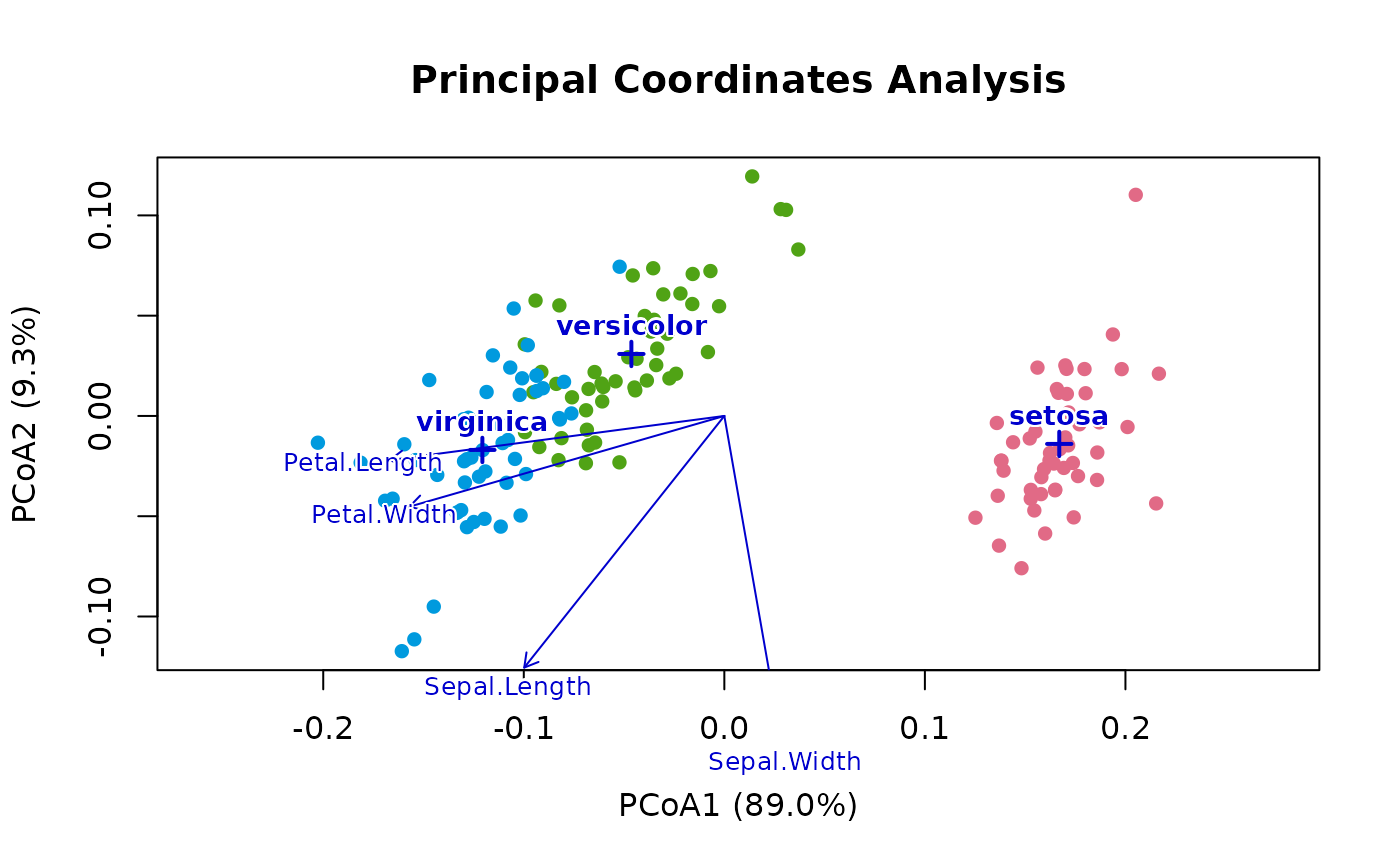 Principal Coordinates Analysis
PCoA2 (9.3%)
0.10
0.00
-0.10
versicolor
setosa
virginica
Petal.Length
Petal.Width
Sepal.Length
-0.2
-0.1
0.0
0.1
0.2
Sepal.Width
PCoA1 (89.0%)